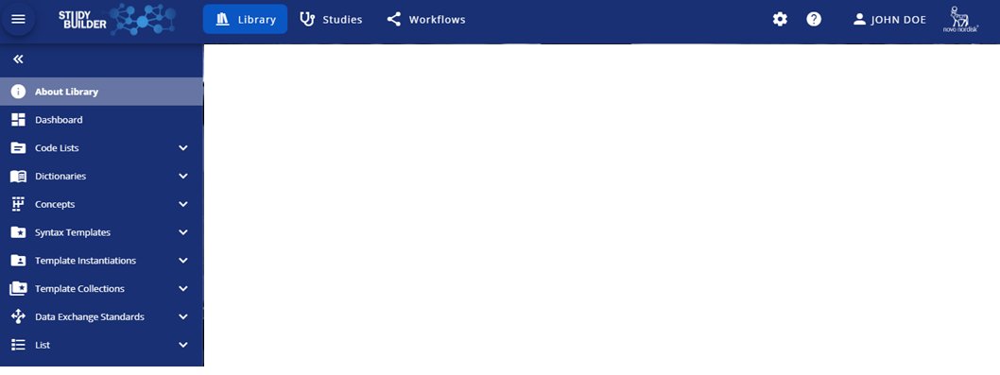 STUDY
BUILDER
Library
Studies
Workflows
JOHN DOE
novo nordisk®
About Library
Dashboard
Code Lists
Dictionaries
Concepts
Syntax Templates
Template Instantiations
Template Collections
Data Exchange Standards
List